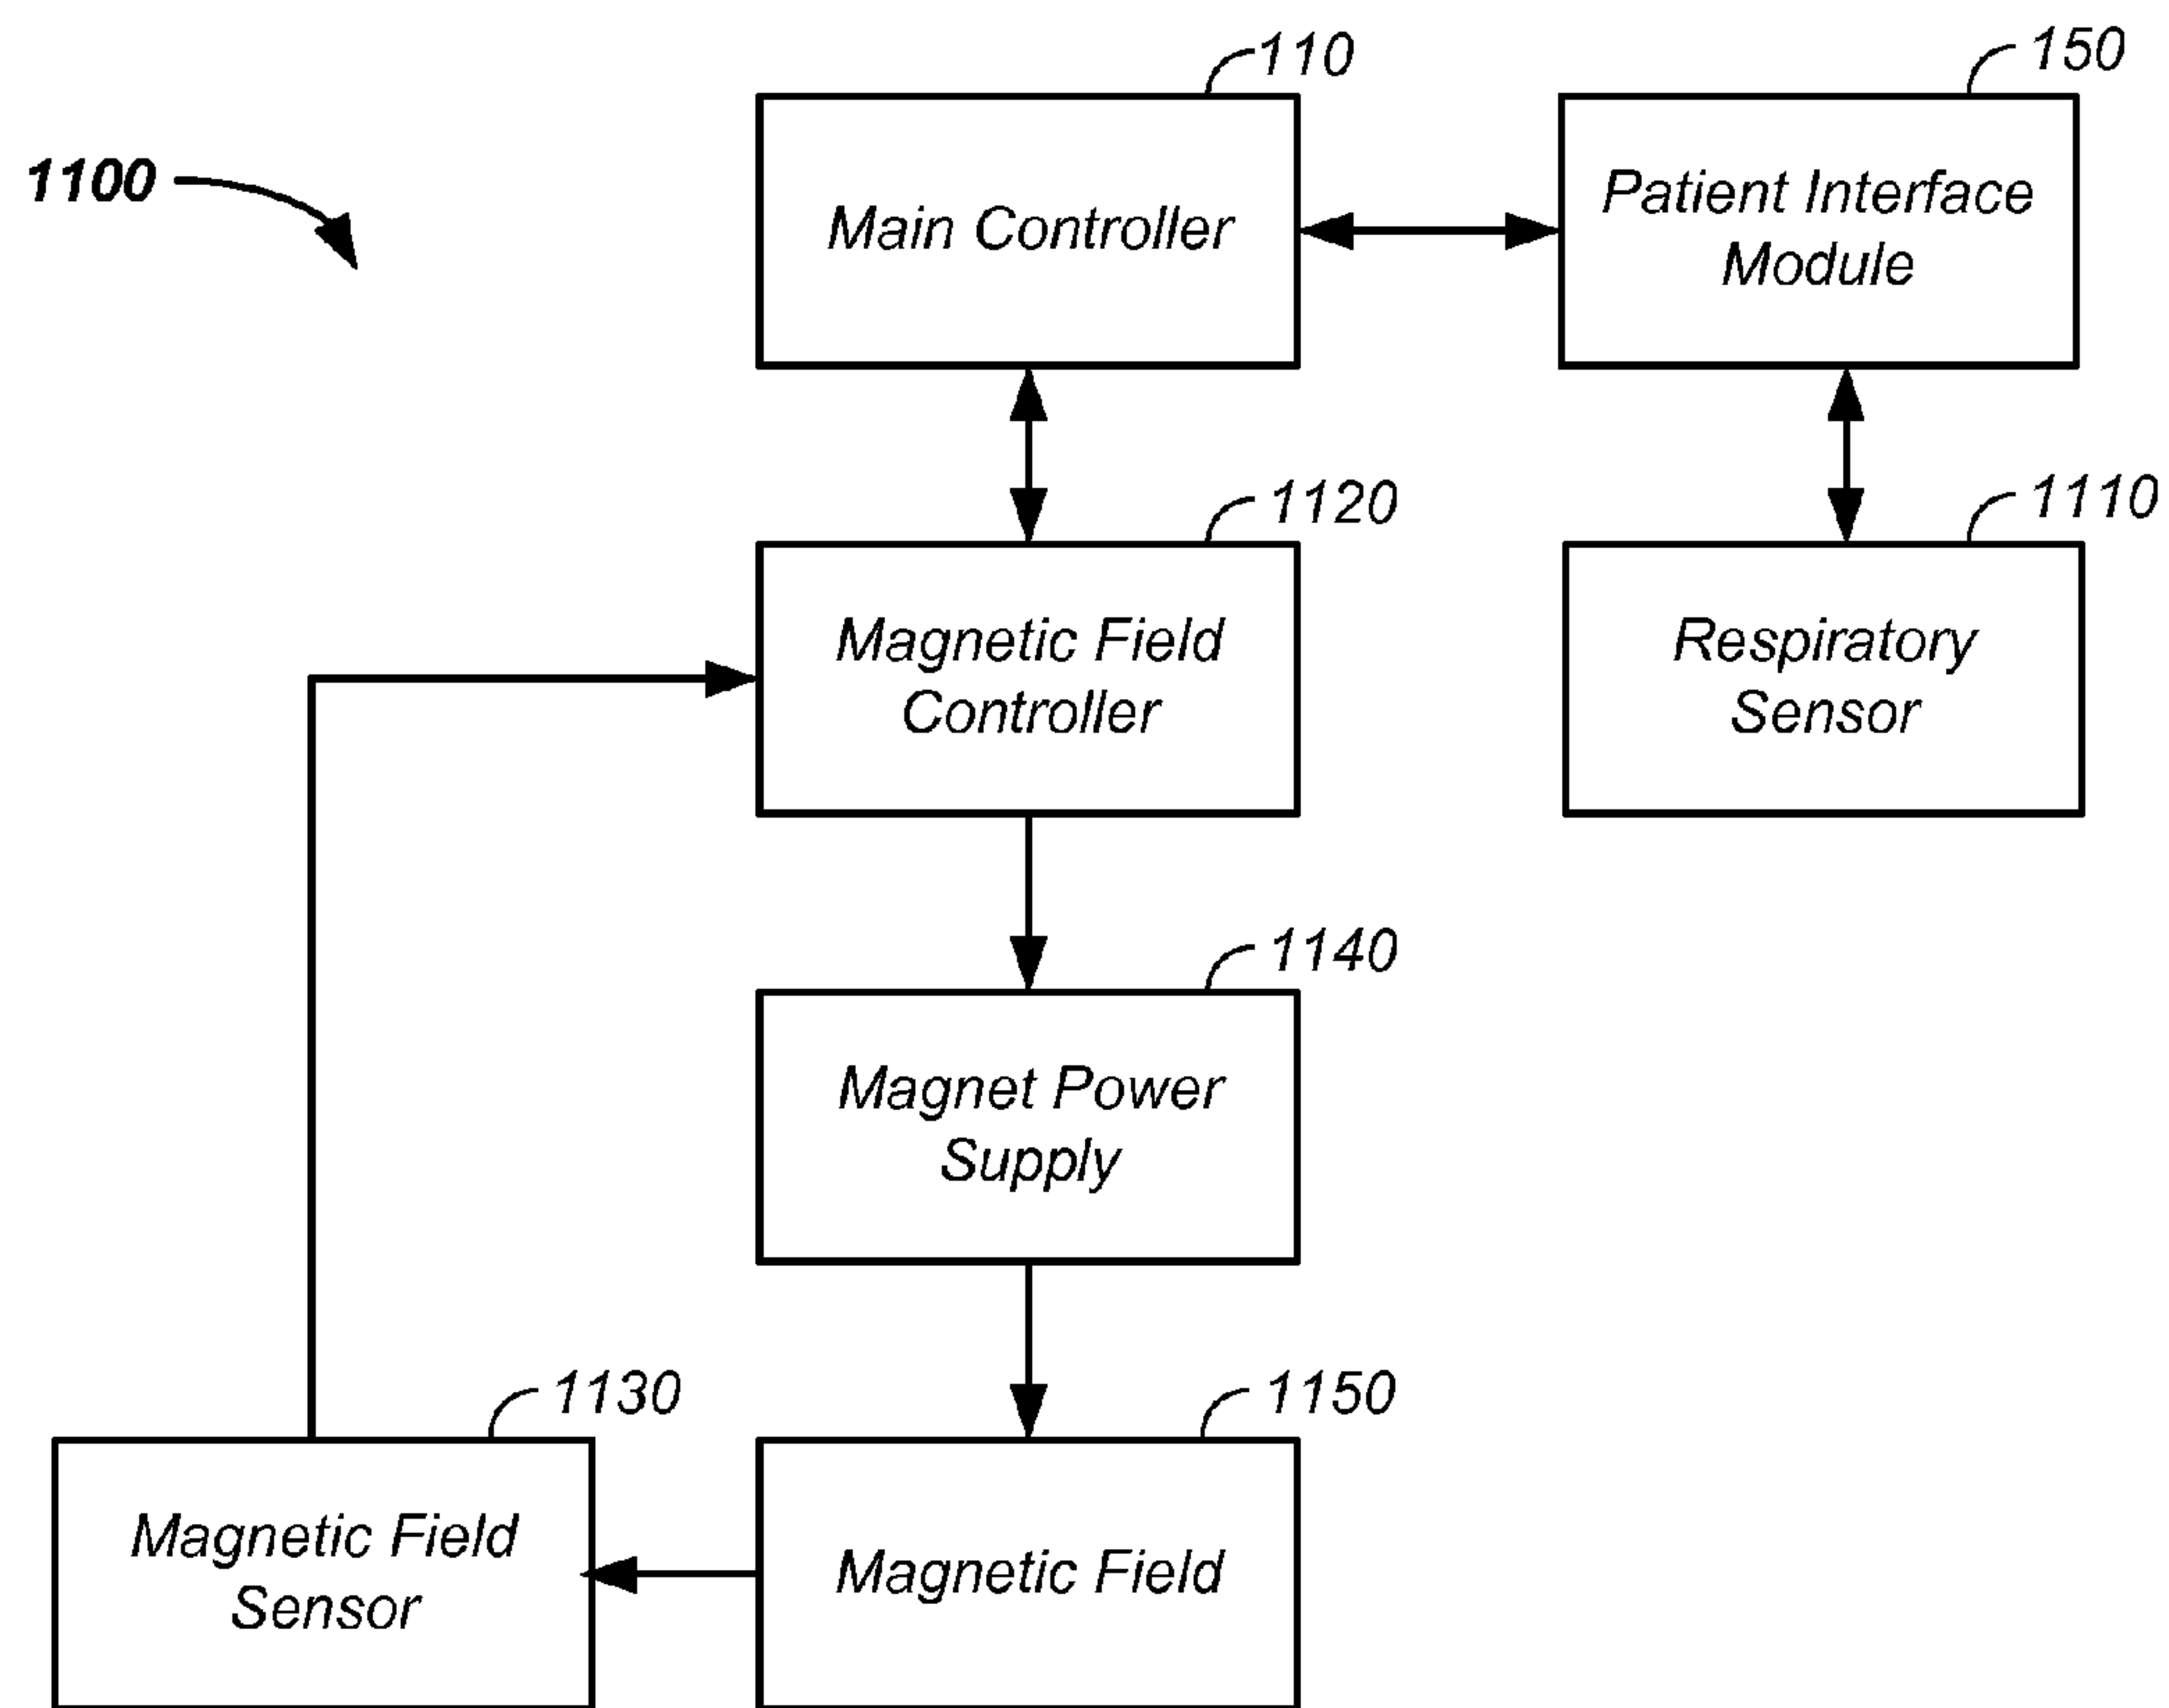 110
150
1100
Main Controller
Patient Interface
Module
1120
1110
Magnetic Field
Controller
Respiratory
Sensor
1140
Magnet Power
Supply
1130
1150
Magnetic Field
Sensor
Magnetic Field